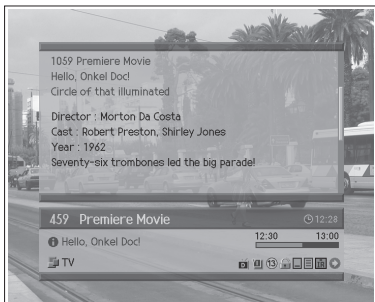 1059 Premiere Movie
Hello, Onkel Doc!
Circle of that illuminated
Director : Morton Da Costa
Cast : Robert Preston, Shirley Jones
Year : 1962
Seventy-six trombones led the big parade!
459 Premiere Movie 12:28
Hello, Onkel Doc! 12:30 13:00
TV 13